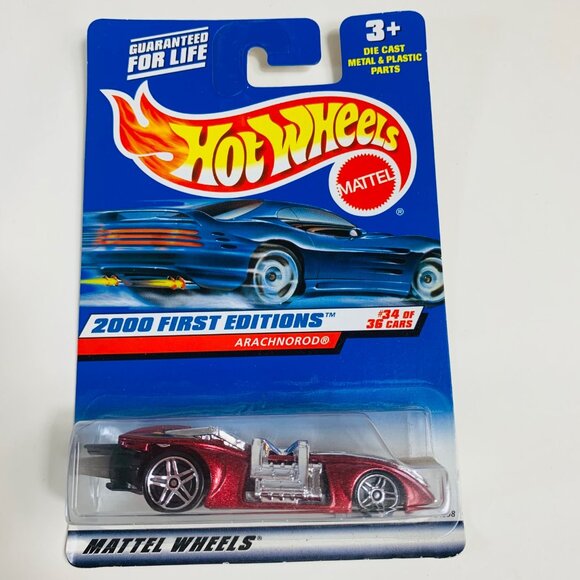 GUARANTEED
FOR LIFE
3+
DIE CAST
METAL & PLASTIC
PARTS
HOT WHEELS
MATTEL
®
2000 FIRST EDITIONS™
#34 OF
36 CARS
ARACHNOROD®
MATTEL WHEELS®